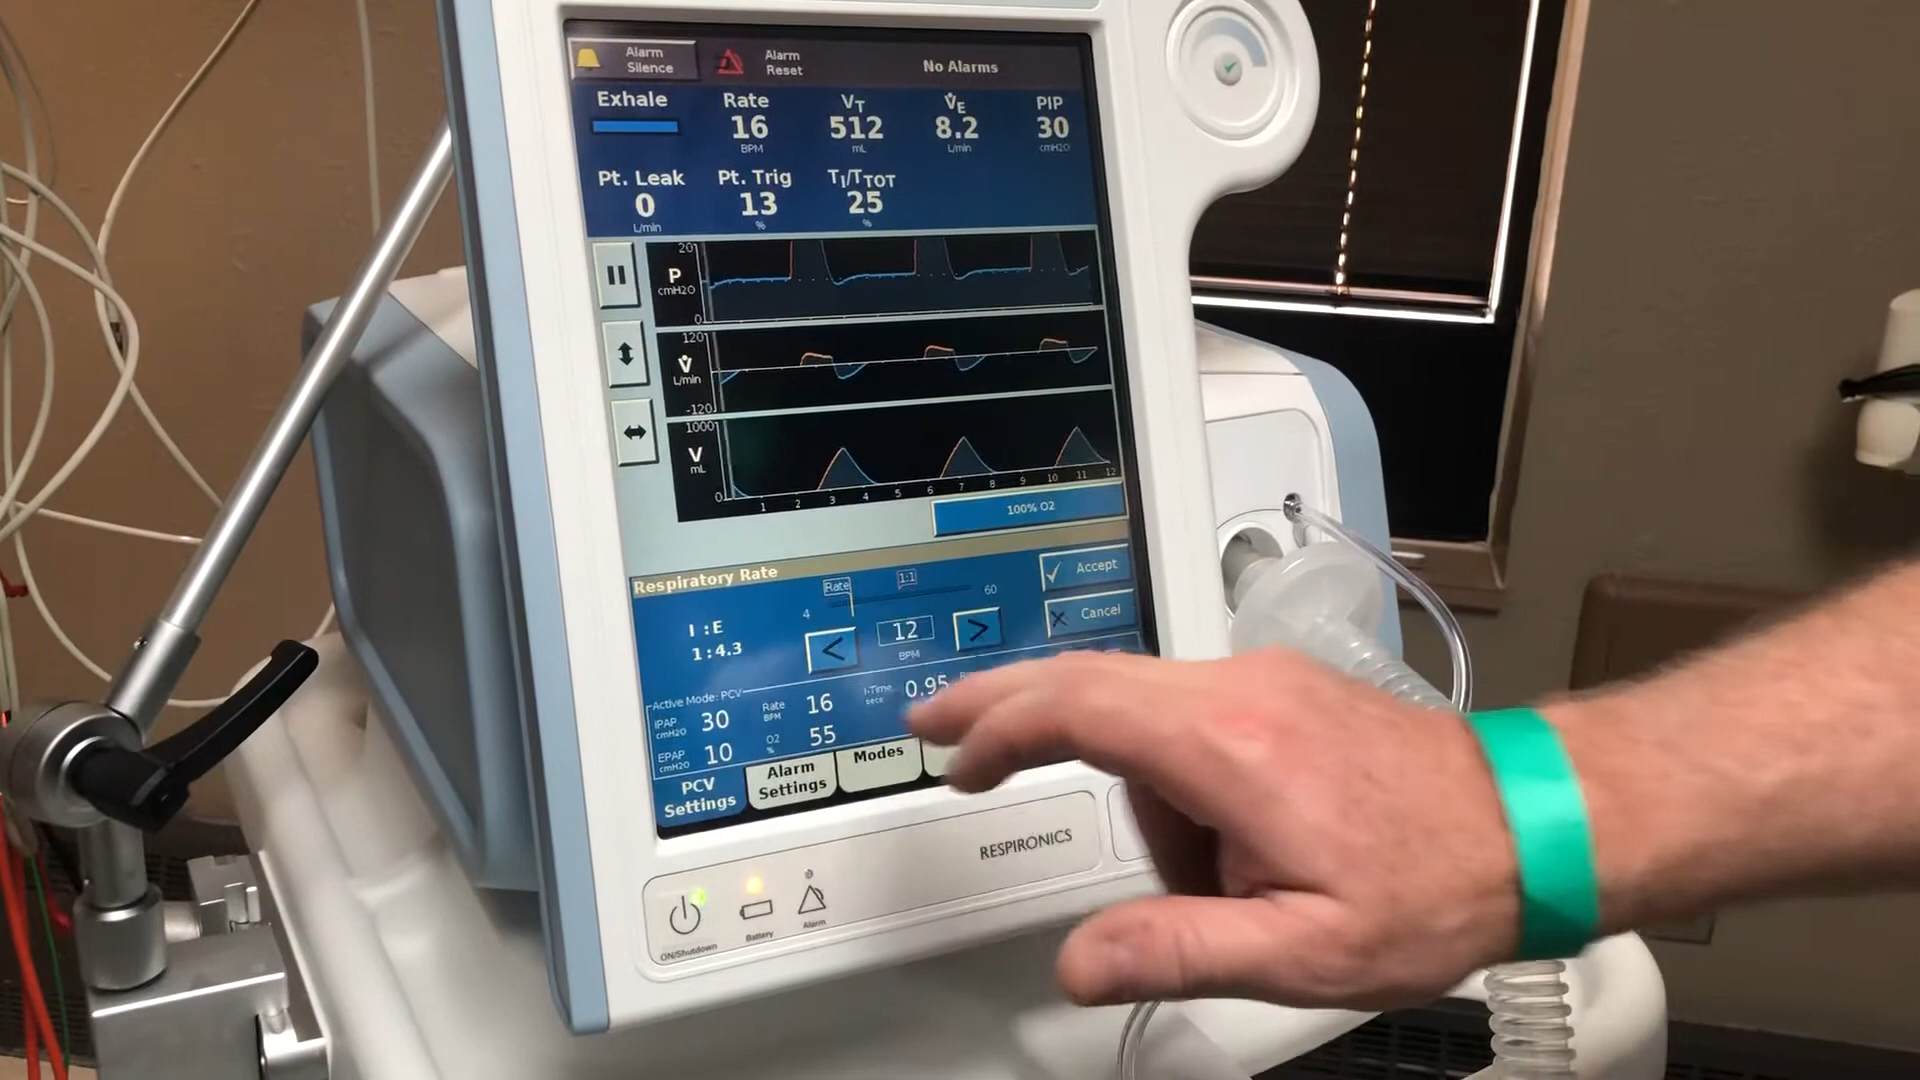 Alarm Silence
Alarm Reset
No Alarms
Exhale
Rate
16
BPM
VT
512
mL
V̇E
8.2
L/min
PIP
30
cmH2O
Pt. Leak
0
L/min
Pt. Trig
13
%
TI/TTOT
25
%
20
P
cmH2O
0
120
V̇
L/min
-120
1000
V
mL
0
1 2 3 4 5 6 7 8 9 10 11 12
100% O2
Respiratory Rate
Rate
1:1
4
60
Accept
Cancel
I : E
1 : 4.3
<
12
>
BPM
Active Mode: PCV
IPAP
cmH2O
30
Rate
BPM
16
I-Time
secs
0.95
EPAP
cmH2O
10
O2
%
55
PCV Settings
Alarm Settings
Modes
RESPIRONICS
ON/Shutdown
Battery
Alarm